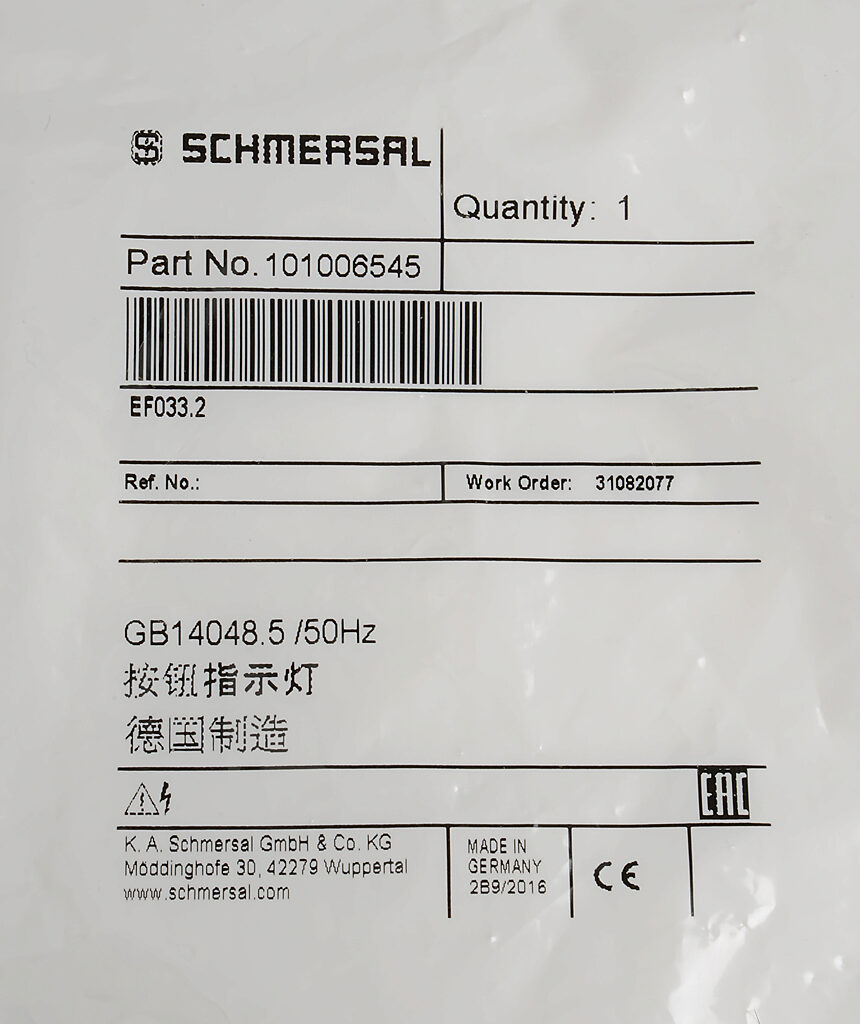 SCHMERSAL
Quantity: 1
Part No. 101006545
EF033.2
Ref. No.:
Work Order: 31082077
GB14048.5 /50Hz
按钮指示灯
德国制造
EAC
K. A. Schmersal GmbH & Co. KG
Möddinghofe 30, 42279 Wuppertal
www.schmersal.com
MADE IN
GERMANY
2B9/2016
CE